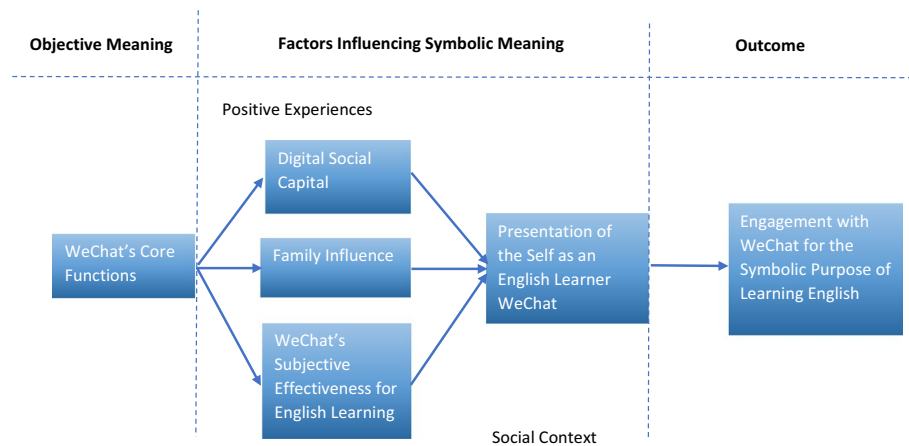 Objective Meaning
Factors Influencing Symbolic Meaning
Outcome
Positive Experiences
Digital Social
Capital
WeChat's Core
Functions
Family Influence
WeChat's
Subjective
Effectiveness for
English Learning
Presentation of
the Self as an
English Learner
WeChat
Engagement with
WeChat for the
Symbolic Purpose of
Learning English
Social Context